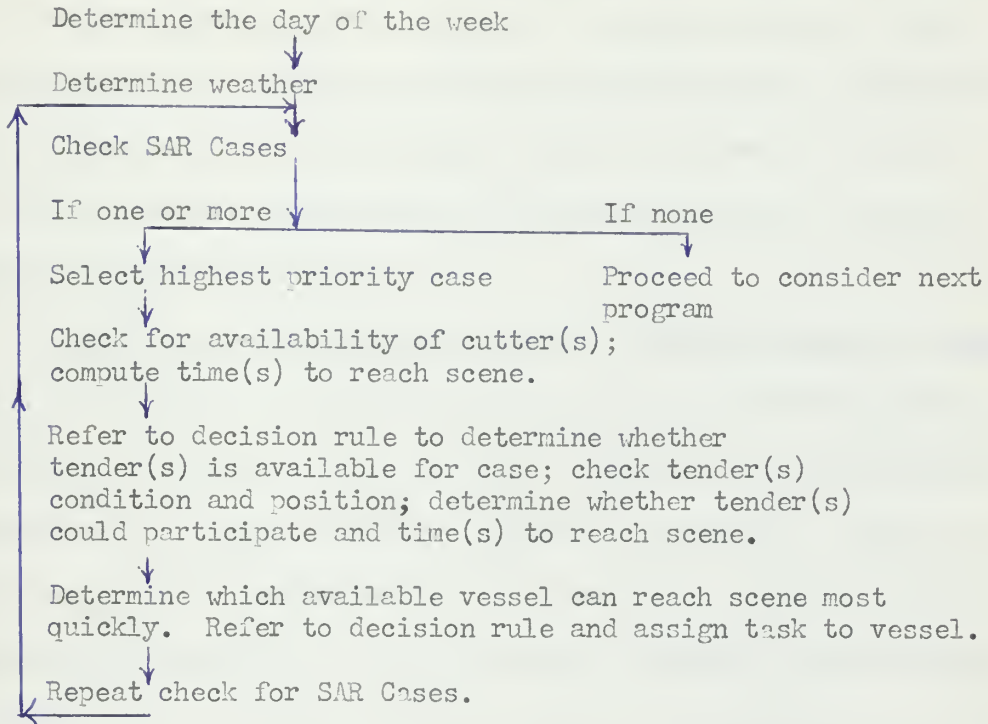 Determine the day of the week
Determine weather
Check SAR Cases
If one or more
If none
Select highest priority case
Proceed to consider next
program
Check for availability of cutter(s);
compute time(s) to reach scene.
Refer to decision rule to determine whether
tender(s) is available for case; check tender(s)
condition and position; determine whether tender(s)
could participate and time(s) to reach scene.
Determine which available vessel can reach scene most
quickly. Refer to decision rule and assign task to vessel.
Repeat check for SAR Cases.